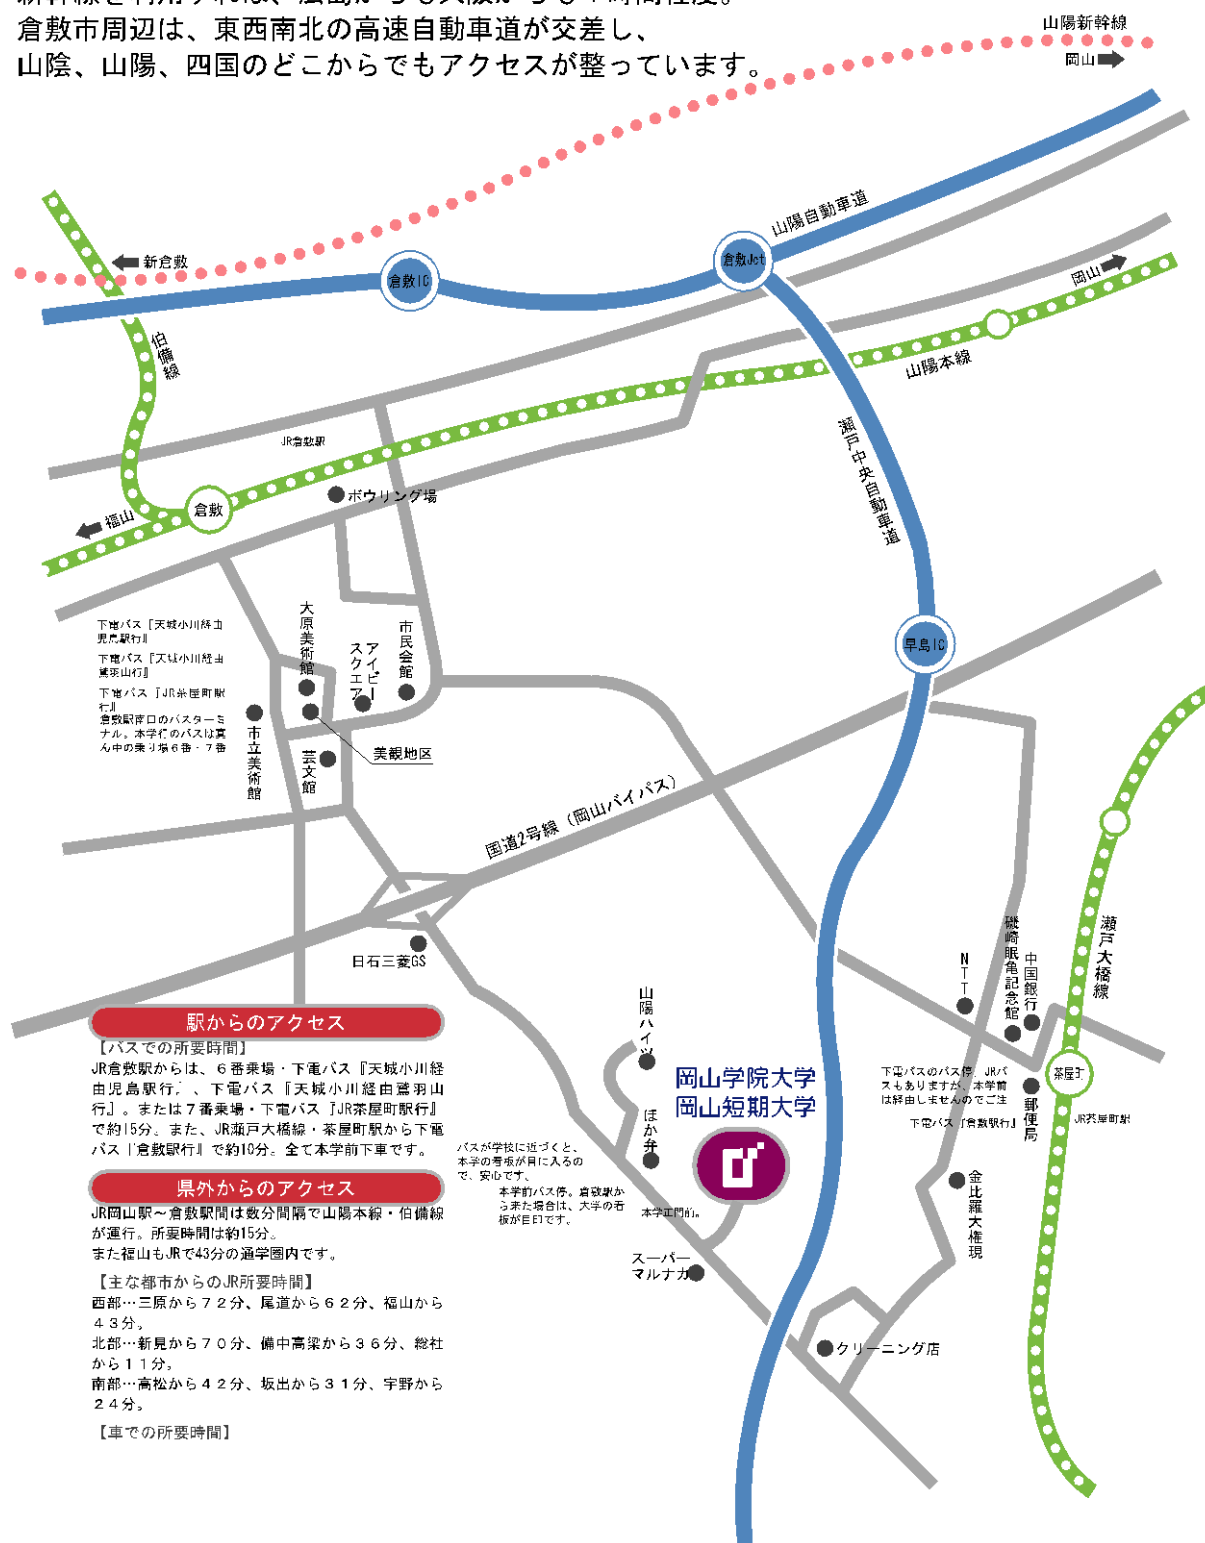 倉敷市周辺は、東西南北の高速自動車道が交差し、
山陰、山陽、四国のどこからでもアクセスが整っています。
山陽新幹線
岡山
新倉敷
山陽自動車道
倉敷IC
倉敷Jct
岡山
伯備線
山陽本線
JR倉敷駅
瀬戸中央自動車道
ボウリング場
倉敷
福山
下電バス『天城小川経由
児島駅行』
下電バス『天城小川経由
鷲羽山行』
下電バス『JR茶屋町駅
行』
倉敷駅南口のバスターミ
ナル。本学行のバスは真
ん中の乗り場6番・7番
大原美術館
アイビー
スクエア
市民会館
早島IC
市立美術館
芸文館
美観地区
国道2号線（岡山バイパス）
日石三菱GS
瀬戸大橋線
磯崎眠亀記念館
中国銀行
NTT
山陽ハイツ
駅からのアクセス
【バスでの所要時間】
JR倉敷駅からは、６番乗場・下電バス『天城小川経
由児島駅行』、下電バス『天城小川経由鷲羽山
行』。または７番乗場・下電バス『JR茶屋町駅行』
で約15分。また、JR瀬戸大橋線・茶屋町駅から下電
バス『倉敷駅行』で約10分。全て本学前下車です。
岡山学院大学
岡山短期大学
ほか弁
下電バスのバス停。JRバ
スもありますが、本学前
は経由しませんのでご注
下電バス『倉敷駅行』
茶屋町
郵便局
JR茶屋町駅
バスが学校に近づくと、
本学の看板が目に入るの
で、安心です。
本学前バス停。倉敷駅か
ら来た場合は、大学の看
板が目印です。
本学正門前。
金比羅大権現
県外からのアクセス
JR岡山駅～倉敷駅間は数分間隔で山陽本線・伯備線
が運行。所要時間は約15分。
また福山もJRで43分の通学圏内です。
スーパー
マルナカ
【主な都市からのJR所要時間】
西部…三原から７２分、尾道から６２分、福山から
４３分。
北部…新見から７０分、備中高梁から３６分、総社
から１１分。
南部…高松から４２分、坂出から３１分、宇野から
２４分。
クリーニング店
【車での所要時間】